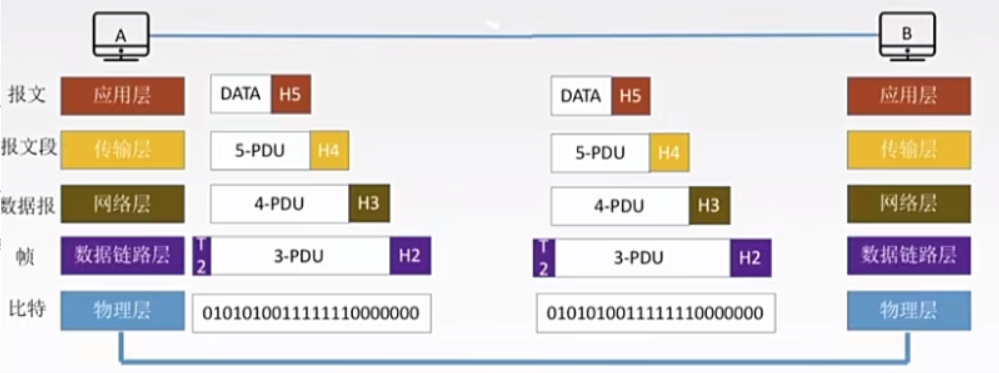 A B
报文 应用层 DATA H5 DATA H5 应用层
报文段 传输层 5-PDU H4 5-PDU H4 传输层
数据报 网络层 4-PDU H3 4-PDU H3 网络层
帧 数据链路层 T2 3-PDU H2 T2 3-PDU H2 数据链路层
比特 物理层 0101010011111110000000 0101010011111110000000 物理层